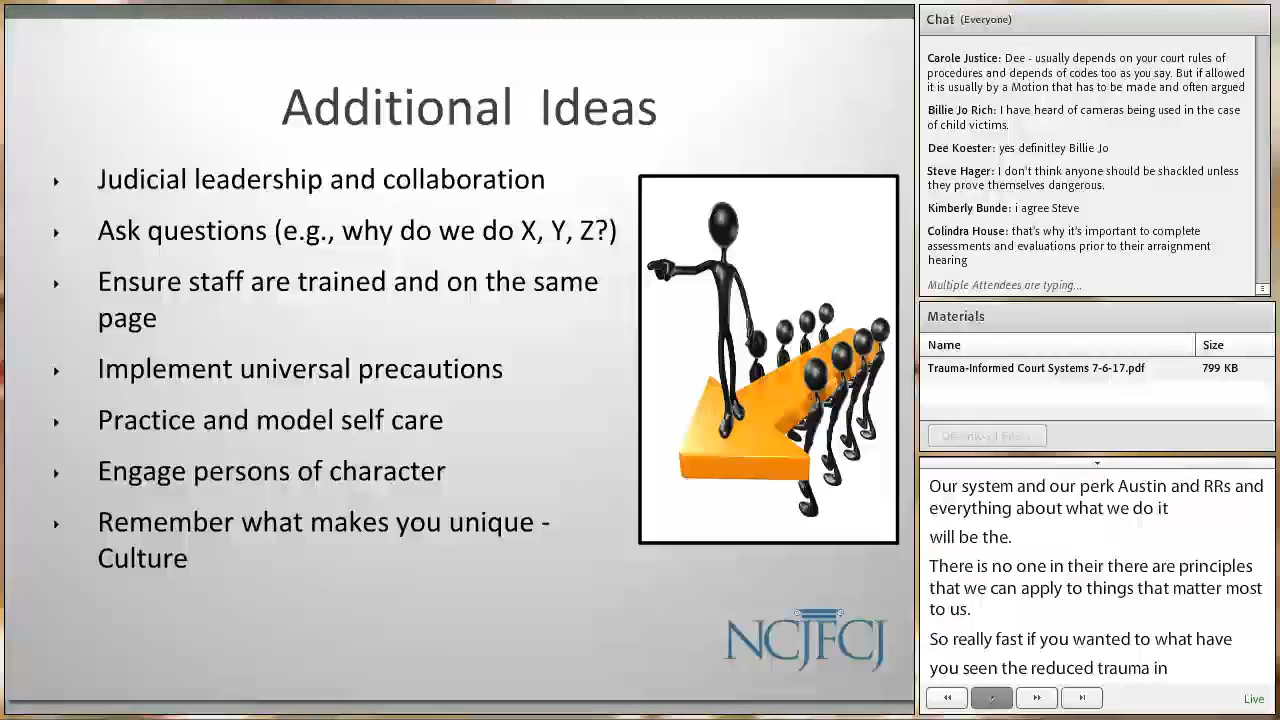 Additional Ideas
Judicial leadership and collaboration
Ask questions (e.g., why do we do X, Y, Z?)
Ensure staff are trained and on the same
page
Implement universal precautions
Practice and model self care
Engage persons of character
Remember what makes you unique -
Culture
NCJFCJ
Chat (Everyone)
Carole Justice: Dee - usually depends on your court rules of
procedures and depends of codes too as you say. But if allowed
it is usually by a Motion that has to be made and often argued
Billie Jo Rich: I have heard of cameras being used in the case
of child victims.
Dee Koester: yes definitley Billie Jo
Steve Hager: I don't think anyone should be shackled unless
they prove themselves dangerous.
Kimberly Bunde: i agree Steve
Colindra House: that's why it's important to complete
assessments and evaluations prior to their arraignment
hearing
Multiple Attendees are typing...
Materials
Name Size
Trauma-Informed Court Systems 7-6-17.pdf 799 KB
Our system and our perk Austin and RRs and
everything about what we do it
will be the.
There is no one in their there are principles
that we can apply to things that matter most
to us.
So really fast if you wanted to what have
you seen the reduced trauma in
Live